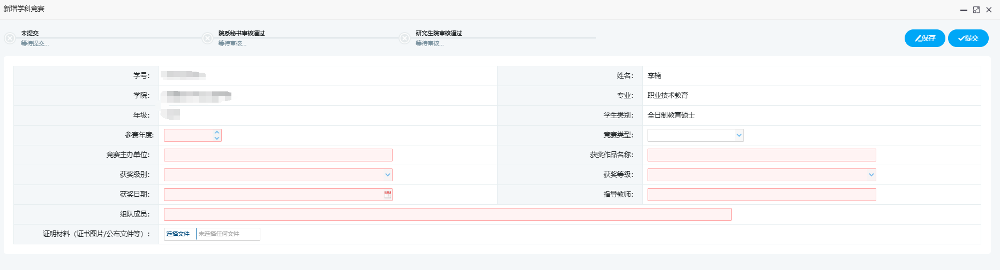 新增学科竞赛
未提交
等待提交...
院系秘书审核通过
等待审核...
研究生院审核通过
等待审核...
保存
提交
学号：
姓名： 李楠
学院：
专业： 职业技术教育
年级：
学生类别： 全日制教育硕士
参赛年度:
竞赛类型：
竞赛主办单位：
获奖作品名称：
获奖级别：
获奖等级：
获奖日期：
指导教师：
组队成员：
证明材料（证书图片/公布文件等）：
选择文件 未选择任何文件